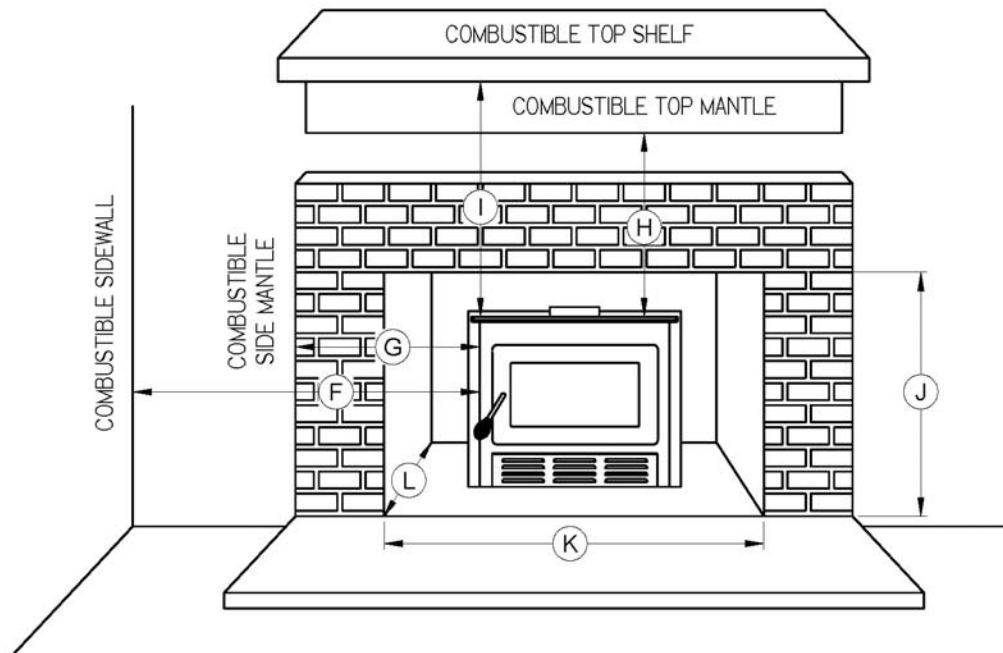 COMBUSTIBLE TOP SHELF
COMBUSTIBLE TOP MANTLE
COMBUSTIBLE SIDEWALL
COMBUSTIBLE
SIDE MANTLE
I
H
G
F
J
L
K